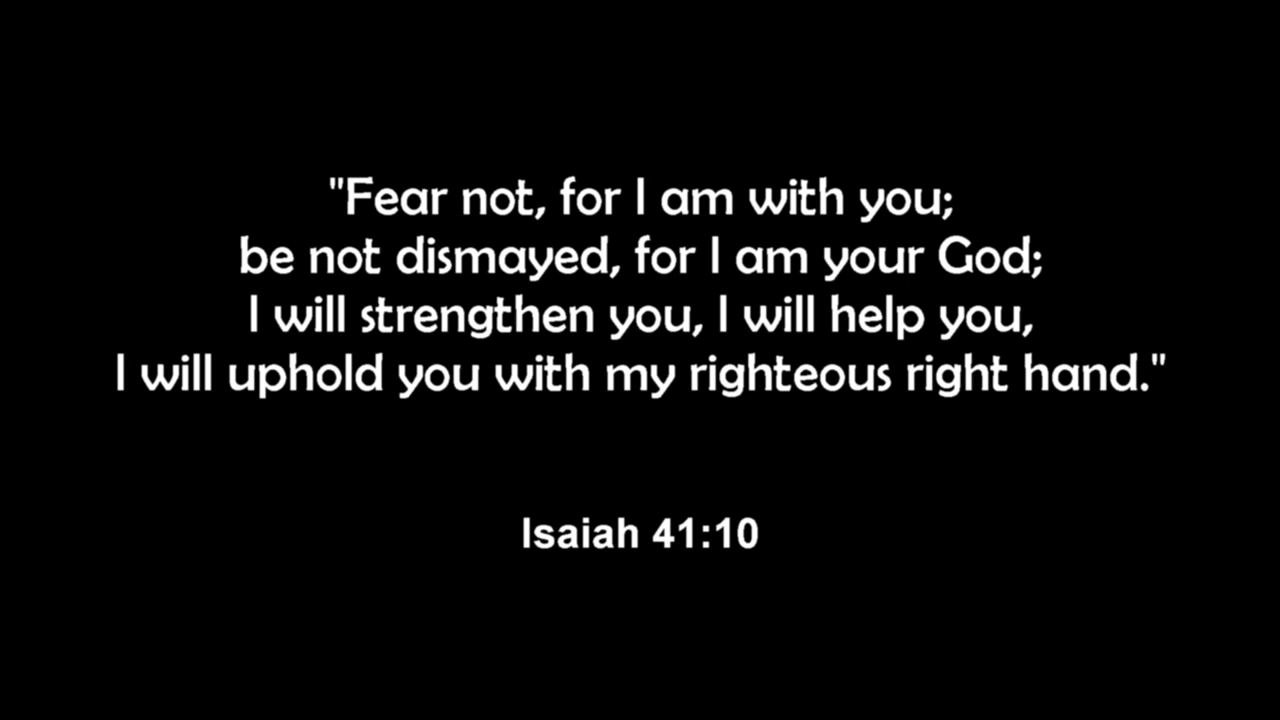 "Fear not, for I am with you;
be not dismayed, for I am your God;
I will strengthen you, I will help you,
I will uphold you with my righteous right hand."
Isaiah 41:10